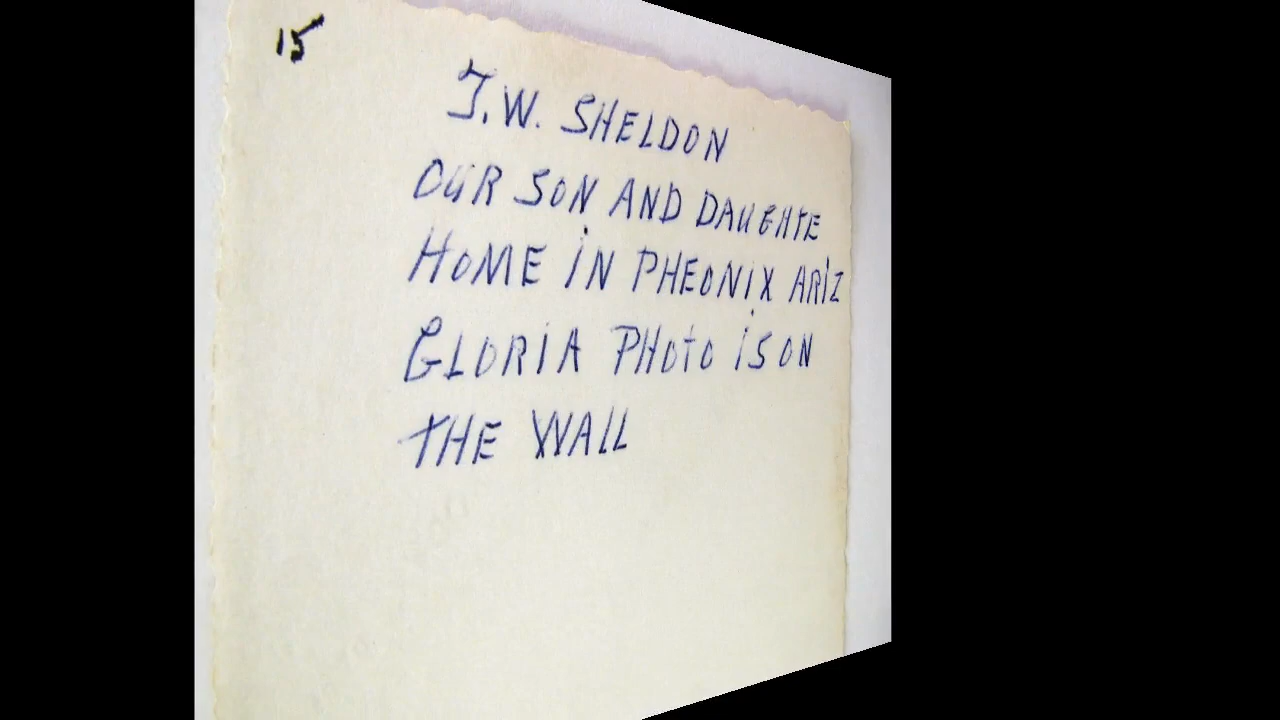 15
J.W. SHELDON
OUR SON AND DAUGHTE
HOME IN PHEONIX ARIZ
GLORIA PHOTO IS ON
THE WALL